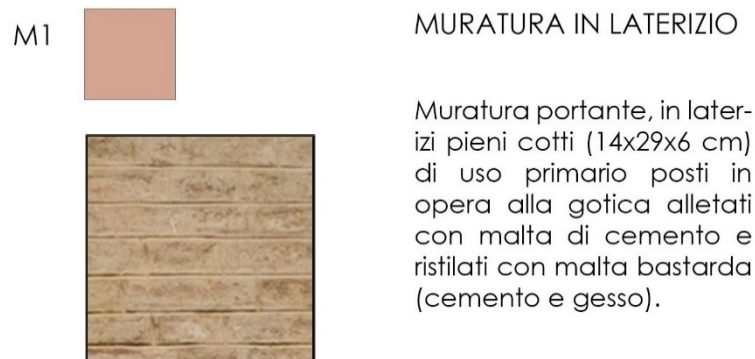 M1
MURATURA IN LATERIZIO
Muratura portante, in later-
izi pieni cotti (14x29x6 cm)
di uso primario posti in
opera alla gotica alletati
con malta di cemento e
ristilati con malta bastarda
(cemento e gesso).